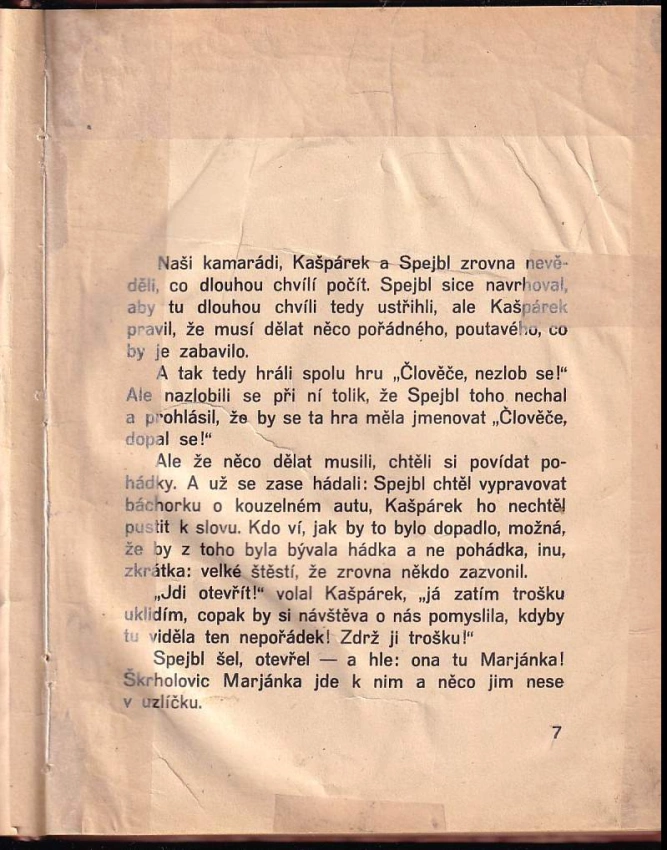 Naši kamarádi, Kašpárek a Spejbl zrovna nevě-
děli, co dlouhou chvílí počít. Spejbl sice navrhoval,
aby tu dlouhou chvíli tedy ustřihli, ale Kašpárek
pravil, že musí dělat něco pořádného, poutavého, co
by je zabavilo.
A tak tedy hráli spolu hru „Člověče, nezlob se!“
Ale nazlobili se při ní tolik, že Spejbl toho nechal
a prohlásil, že by se ta hra měla jmenovat „Člověče,
dopal se!“
Ale že něco dělat musili, chtěli si povídat po-
hádky. A už se zase hádali: Spejbl chtěl vypravovat
báchorku o kouzelném autu, Kašpárek ho nechtěl
pustit k slovu. Kdo ví, jak by to bylo dopadlo, možná,
že by z toho byla bývala hádka a ne pohádka, inu,
zkrátka: velké štěstí, že zrovna někdo zazvonil.
„Jdi otevřít!“ volal Kašpárek, „já zatím trošku
uklidím, copak by si návštěva o nás pomyslila, kdyby
tu viděla ten nepořádek! Zdrž ji trošku!“
Spejbl šel, otevřel — a hle: ona tu Marjánka!
Škrholovic Marjánka jde k nim a něco jim nese
v uzlíčku.
7